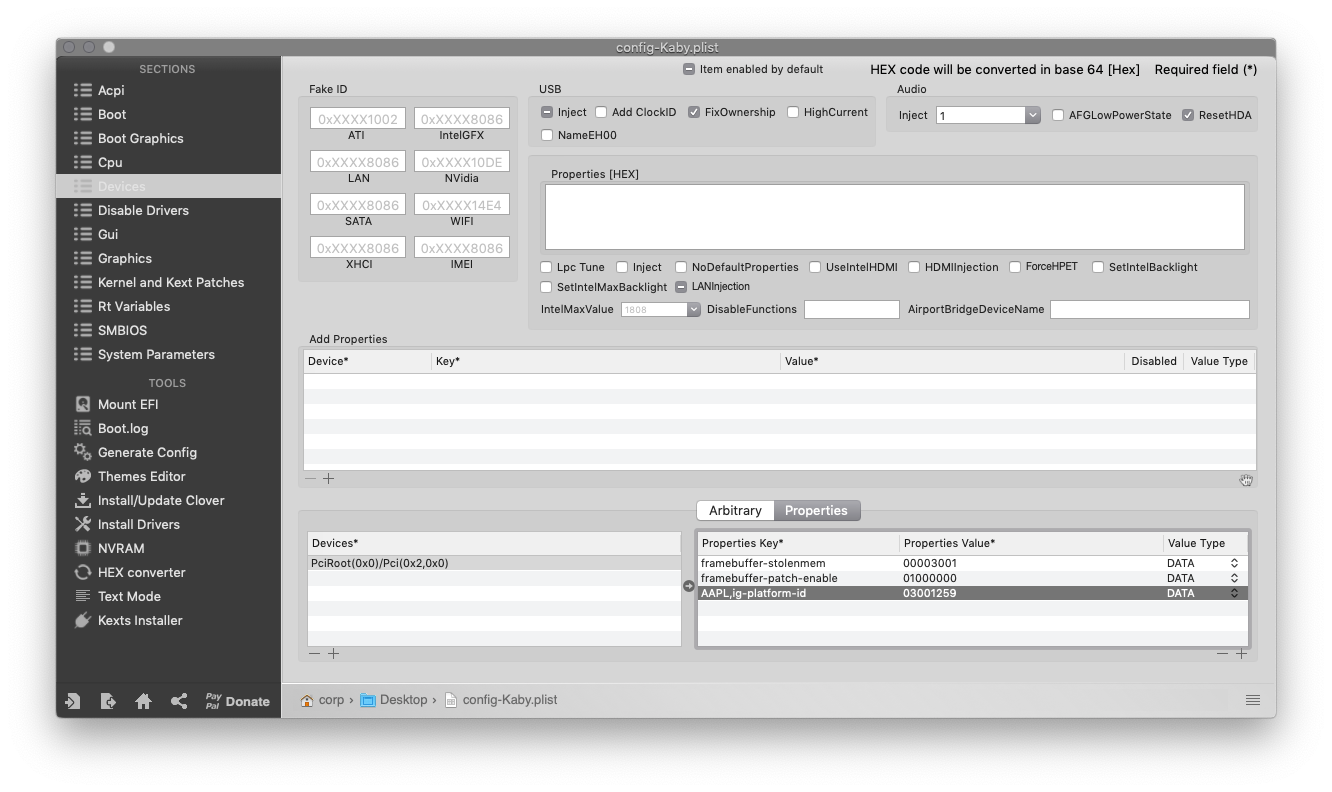 config-Kaby.plist
SECTIONS
Acpi
Boot
Boot Graphics
Cpu
Devices
Disable Drivers
Gui
Graphics
Kernel and Kext Patches
Rt Variables
SMBIOS
System Parameters
TOOLS
Mount EFI
Boot.log
Generate Config
Themes Editor
Install/Update Clover
Install Drivers
NVRAM
HEX converter
Text Mode
Kexts Installer
Pay
Pal
Donate
Item enabled by default
HEX code will be converted in base 64 [Hex] Required field (*)
Fake ID
0xXXXX1002 0xXXXX8086
ATI IntelGFX
0xXXXX8086 0xXXXX10DE
LAN NVidia
0xXXXX8086 0xXXXX14E4
SATA WIFI
0xXXXX8086 0xXXXX8086
XHCI IMEI
USB
Inject Add ClockID FixOwnership HighCurrent
NameEH00
Audio
Inject 1 AFGLowPowerState ResetHDA
Properties [HEX]
Lpc Tune Inject NoDefaultProperties UseIntelHDMI HDMIInjection ForceHPET SetIntelBacklight
SetIntelMaxBacklight LANInjection
IntelMaxValue 1808 DisableFunctions AirportBridgeDeviceName
Add Properties
Device* Key* Value* Disabled Value Type
Arbitrary Properties
Devices*
PciRoot(0x0)/Pci(0x2,0x0)
Properties Key* Properties Value* Value Type
framebuffer-stolenmem 00003001 DATA
framebuffer-patch-enable 01000000 DATA
AAPL,ig-platform-id 03001259 DATA
corp › Desktop › config-Kaby.plist